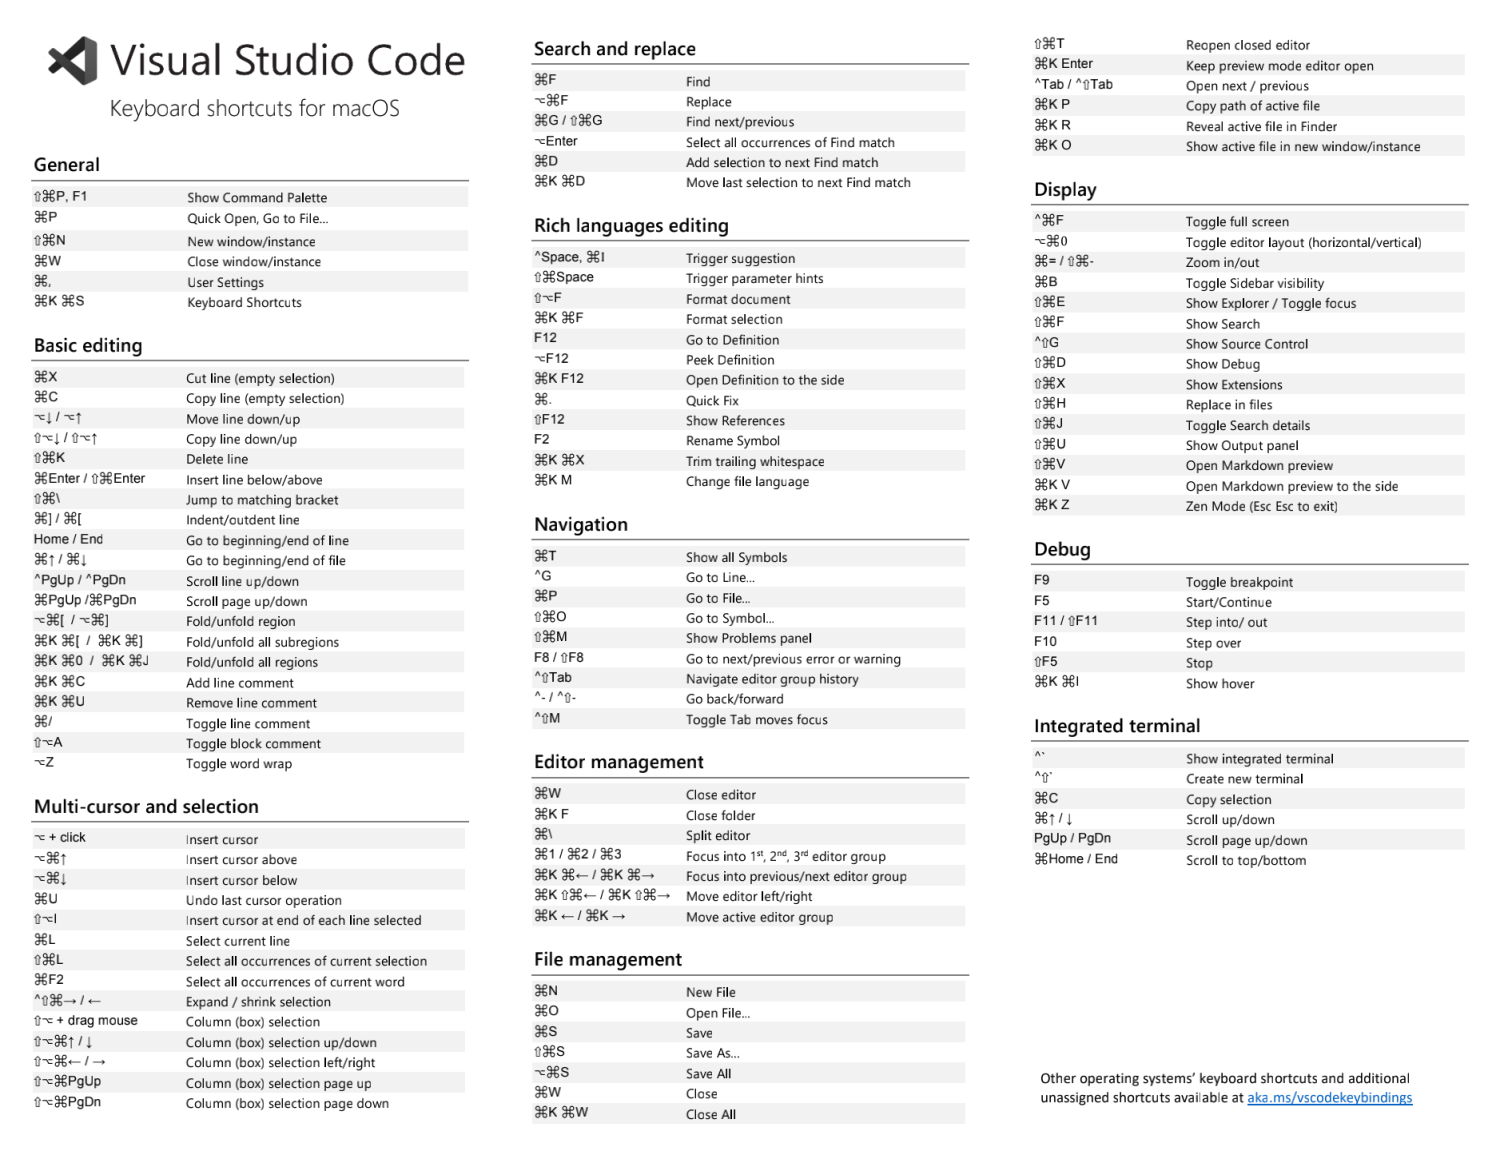 Visual Studio Code
Keyboard shortcuts for macOS
General
⇧⌘P, F1 Show Command Palette
⌘P Quick Open, Go to File...
⇧⌘N New window/instance
⌘W Close window/instance
⌘, User Settings
⌘K ⌘S Keyboard Shortcuts
Basic editing
⌘X Cut line (empty selection)
⌘C Copy line (empty selection)
⌥↓ / ⌥↑ Move line down/up
⇧⌥↓ / ⇧⌥↑ Copy line down/up
⇧⌘K Delete line
⌘Enter / ⇧⌘Enter Insert line below/above
⇧⌘\ Jump to matching bracket
⌘] / ⌘[ Indent/outdent line
Home / End Go to beginning/end of line
⌘↑ / ⌘↓ Go to beginning/end of file
^PgUp / ^PgDn Scroll line up/down
⌘PgUp /⌘PgDn Scroll page up/down
⌥⌘[ / ⌥⌘] Fold/unfold region
⌘K ⌘[ / ⌘K ⌘] Fold/unfold all subregions
⌘K ⌘0 / ⌘K ⌘J Fold/unfold all regions
⌘K ⌘C Add line comment
⌘K ⌘U Remove line comment
⌘/ Toggle line comment
⇧⌥A Toggle block comment
⌥Z Toggle word wrap
Multi-cursor and selection
⌥ + click Insert cursor
⌥⌘↑ Insert cursor above
⌥⌘↓ Insert cursor below
⌘U Undo last cursor operation
⇧⌥I Insert cursor at end of each line selected
⌘L Select current line
⇧⌘L Select all occurrences of current selection
⌘F2 Select all occurrences of current word
^⇧⌘→ / ← Expand / shrink selection
⇧⌥ + drag mouse Column (box) selection
⇧⌥⌘↑ / ↓ Column (box) selection up/down
⇧⌥⌘← / → Column (box) selection left/right
⇧⌥⌘PgUp Column (box) selection page up
⇧⌥⌘PgDn Column (box) selection page down
Search and replace
⌘F Find
⌥⌘F Replace
⌘G / ⇧⌘G Find next/previous
⌥Enter Select all occurrences of Find match
⌘D Add selection to next Find match
⌘K ⌘D Move last selection to next Find match
Rich languages editing
^Space, ⌘I Trigger suggestion
⇧⌘Space Trigger parameter hints
⇧⌥F Format document
⌘K ⌘F Format selection
F12 Go to Definition
⌥F12 Peek Definition
⌘K F12 Open Definition to the side
⌘. Quick Fix
⇧F12 Show References
F2 Rename Symbol
⌘K ⌘X Trim trailing whitespace
⌘K M Change file language
Navigation
⌘T Show all Symbols
^G Go to Line...
⌘P Go to File...
⇧⌘O Go to Symbol...
⇧⌘M Show Problems panel
F8 / ⇧F8 Go to next/previous error or warning
^⇧Tab Navigate editor group history
^- / ^⇧- Go back/forward
^⇧M Toggle Tab moves focus
Editor management
⌘W Close editor
⌘K F Close folder
⌘\ Split editor
⌘1 / ⌘2 / ⌘3 Focus into 1st, 2nd, 3rd editor group
⌘K ⌘← / ⌘K ⌘→ Focus into previous/next editor group
⌘K ⇧⌘← / ⌘K ⇧⌘→ Move editor left/right
⌘K ← / ⌘K → Move active editor group
File management
⌘N New File
⌘O Open File...
⌘S Save
⇧⌘S Save As...
⌥⌘S Save All
⌘W Close
⌘K ⌘W Close All
⇧⌘T Reopen closed editor
⌘K Enter Keep preview mode editor open
^Tab / ^⇧Tab Open next / previous
⌘K P Copy path of active file
⌘K R Reveal active file in Finder
⌘K O Show active file in new window/instance
Display
^⌘F Toggle full screen
⌥⌘0 Toggle editor layout (horizontal/vertical)
⌘= / ⇧⌘- Zoom in/out
⌘B Toggle Sidebar visibility
⇧⌘E Show Explorer / Toggle focus
⇧⌘F Show Search
^⇧G Show Source Control
⇧⌘D Show Debug
⇧⌘X Show Extensions
⇧⌘H Replace in files
⇧⌘J Toggle Search details
⇧⌘U Show Output panel
⇧⌘V Open Markdown preview
⌘K V Open Markdown preview to the side
⌘K Z Zen Mode (Esc Esc to exit)
Debug
F9 Toggle breakpoint
F5 Start/Continue
F11 / ⇧F11 Step into/ out
F10 Step over
⇧F5 Stop
⌘K ⌘I Show hover
Integrated terminal
^` Show integrated terminal
^⇧` Create new terminal
⌘C Copy selection
⌘↑ / ↓ Scroll up/down
PgUp / PgDn Scroll page up/down
⌘Home / End Scroll to top/bottom
Other operating systems’ keyboard shortcuts and additional
unassigned shortcuts available at aka.ms/vscodekeybindings